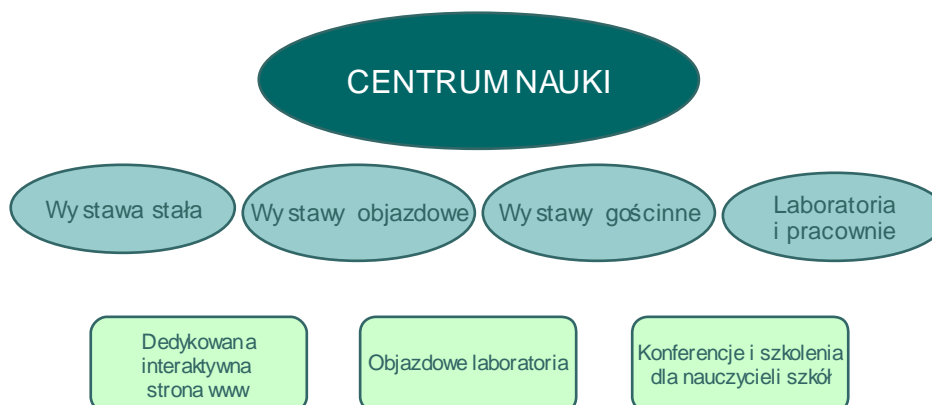 CENTRUM NAUKI
Wystawa stała
Wystawy objazdowe
Wystawy gościnne
Laboratoria
i pracownie
Dedykowana
interaktywna
strona www
Objazdowe laboratoria
Konferencje i szkolenia
dla nauczycieli szkół